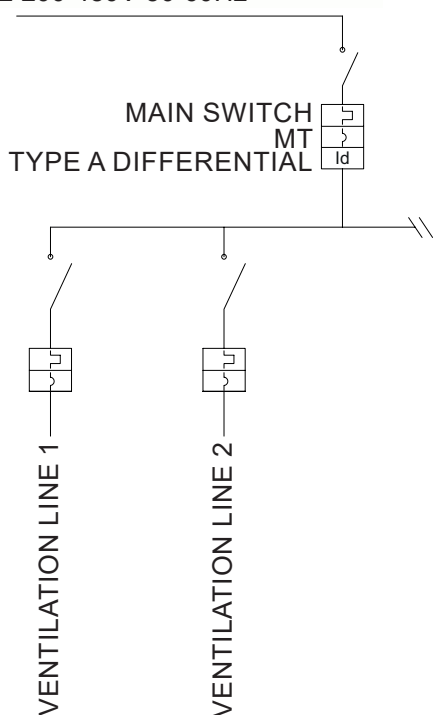 MAIN SWITCH
MT
TYPE A DIFFERENTIAL
Id
VENTILATION LINE 1
VENTILATION LINE 2